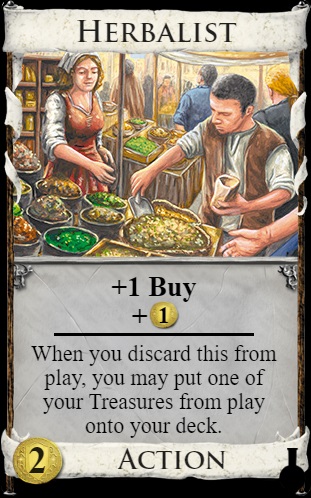 HERBALIST
+1 Buy
+ 1
When you discard this from
play, you may put one of
your Treasures from play
onto your deck.
2 ACTION